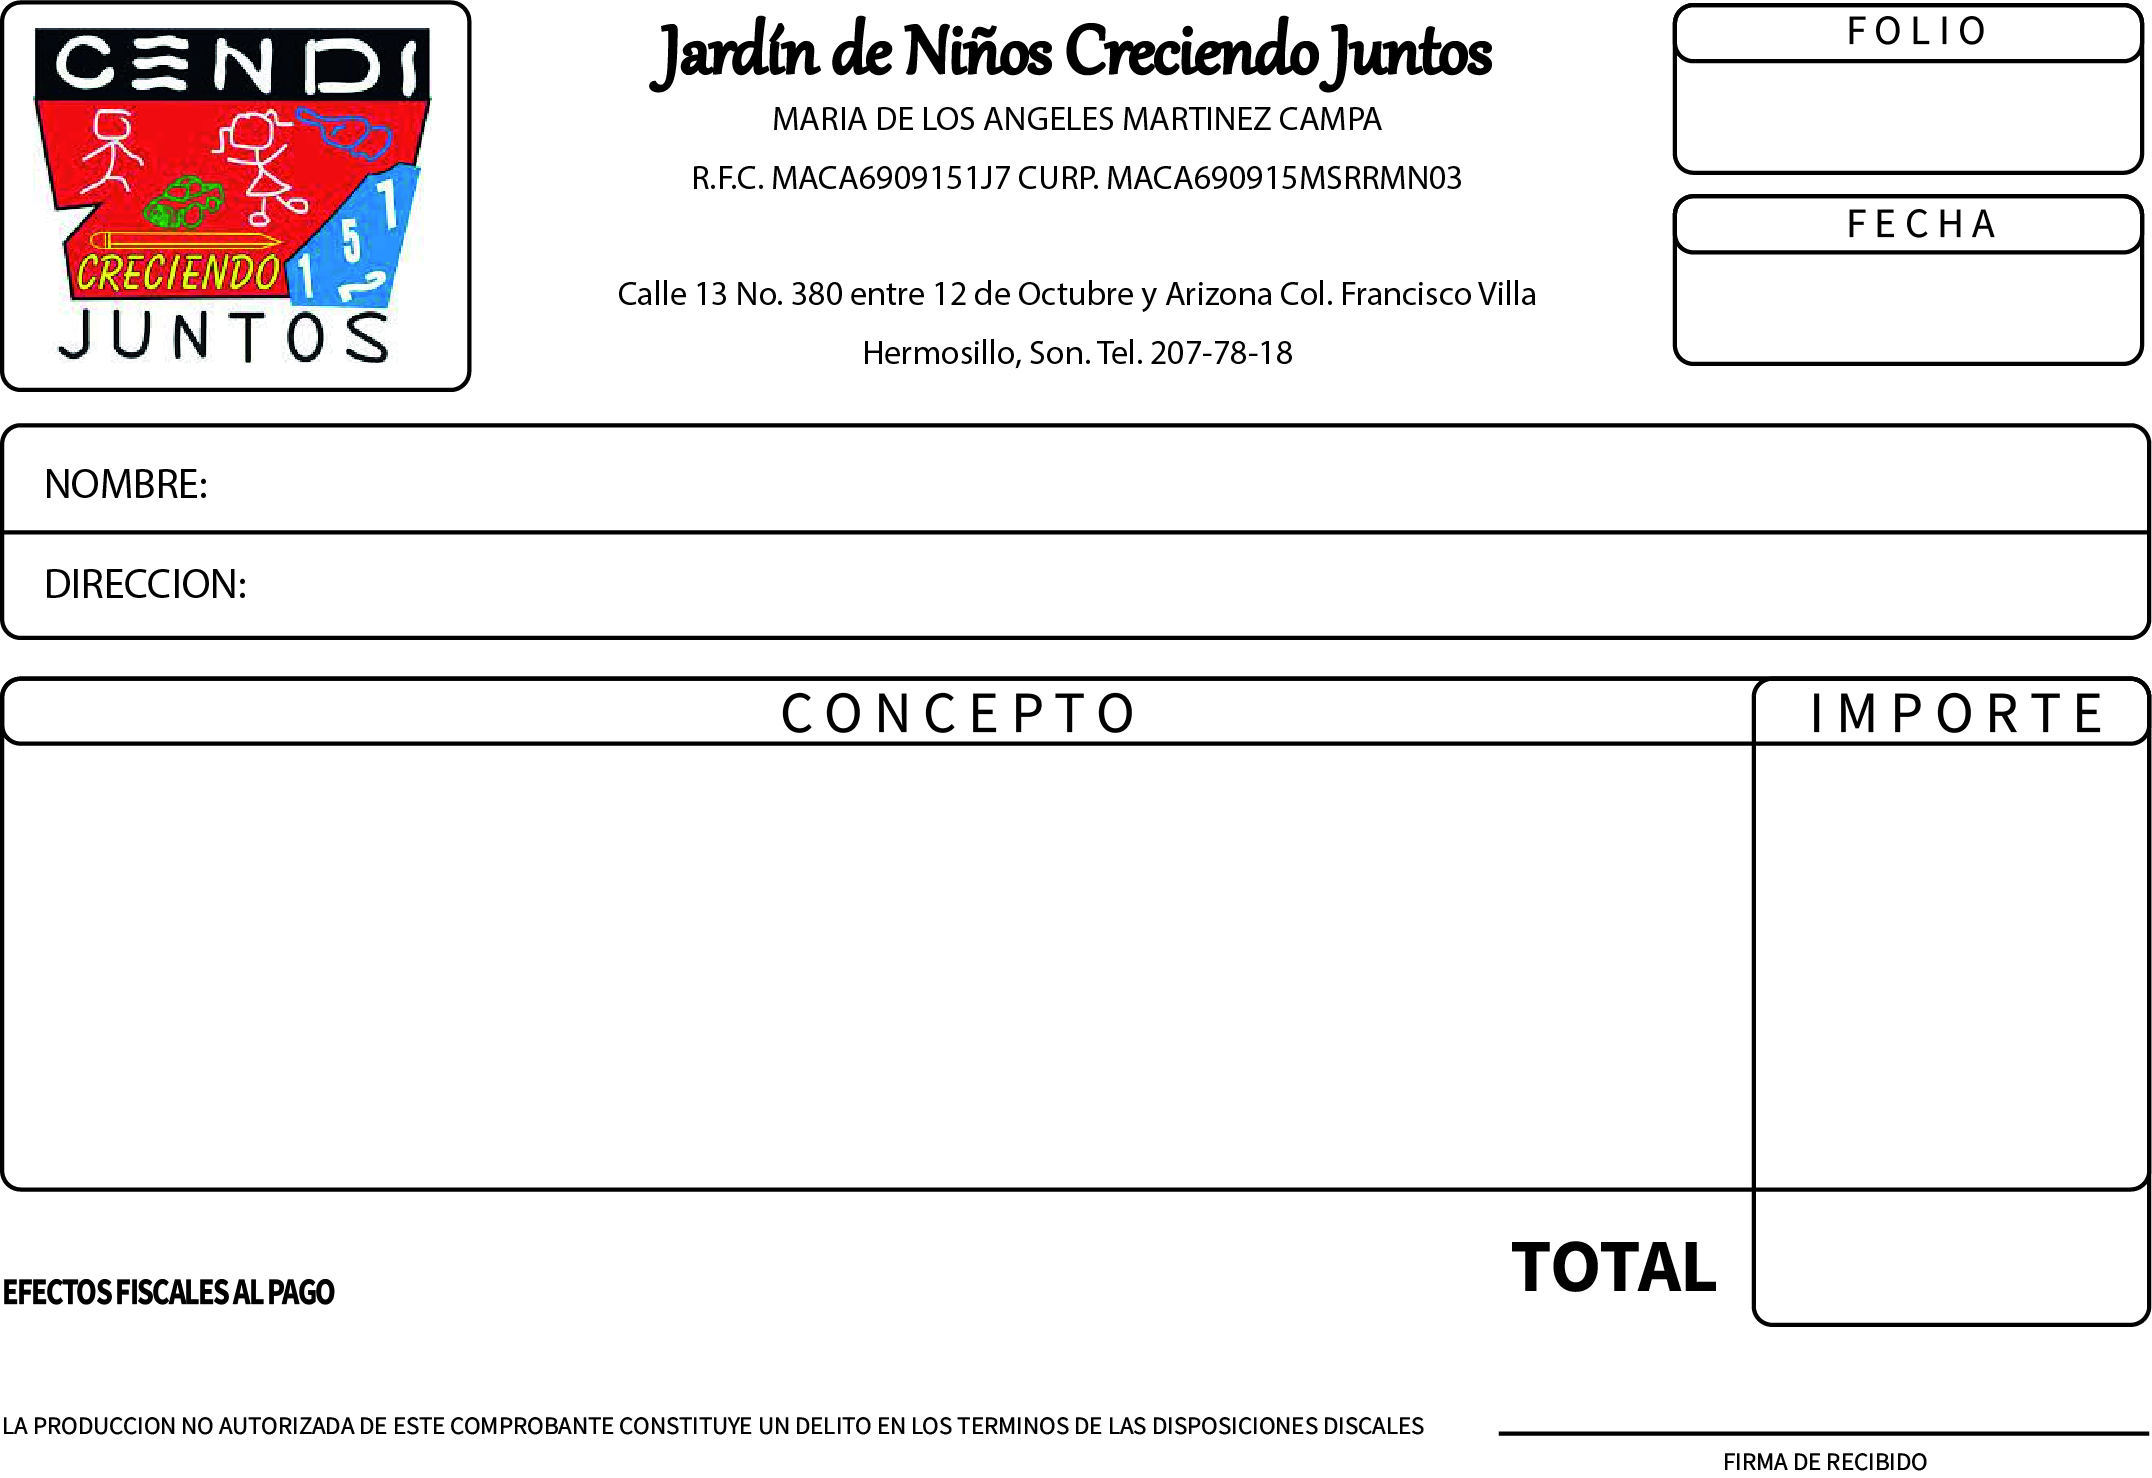 CENDI
CRECIENDO
1 5 7 2
JUNTOS
Jardín de Niños Creciendo Juntos
MARIA DE LOS ANGELES MARTINEZ CAMPA
R.F.C. MACA6909151J7 CURP. MACA690915MSRRMN03
Calle 13 No. 380 entre 12 de Octubre y Arizona Col. Francisco Villa
Hermosillo, Son. Tel. 207-78-18
FOLIO
FECHA
NOMBRE:
DIRECCION:
CONCEPTO IMPORTE
TOTAL
EFECTOS FISCALES AL PAGO
LA PRODUCCION NO AUTORIZADA DE ESTE COMPROBANTE CONSTITUYE UN DELITO EN LOS TERMINOS DE LAS DISPOSICIONES DISCALES
FIRMA DE RECIBIDO